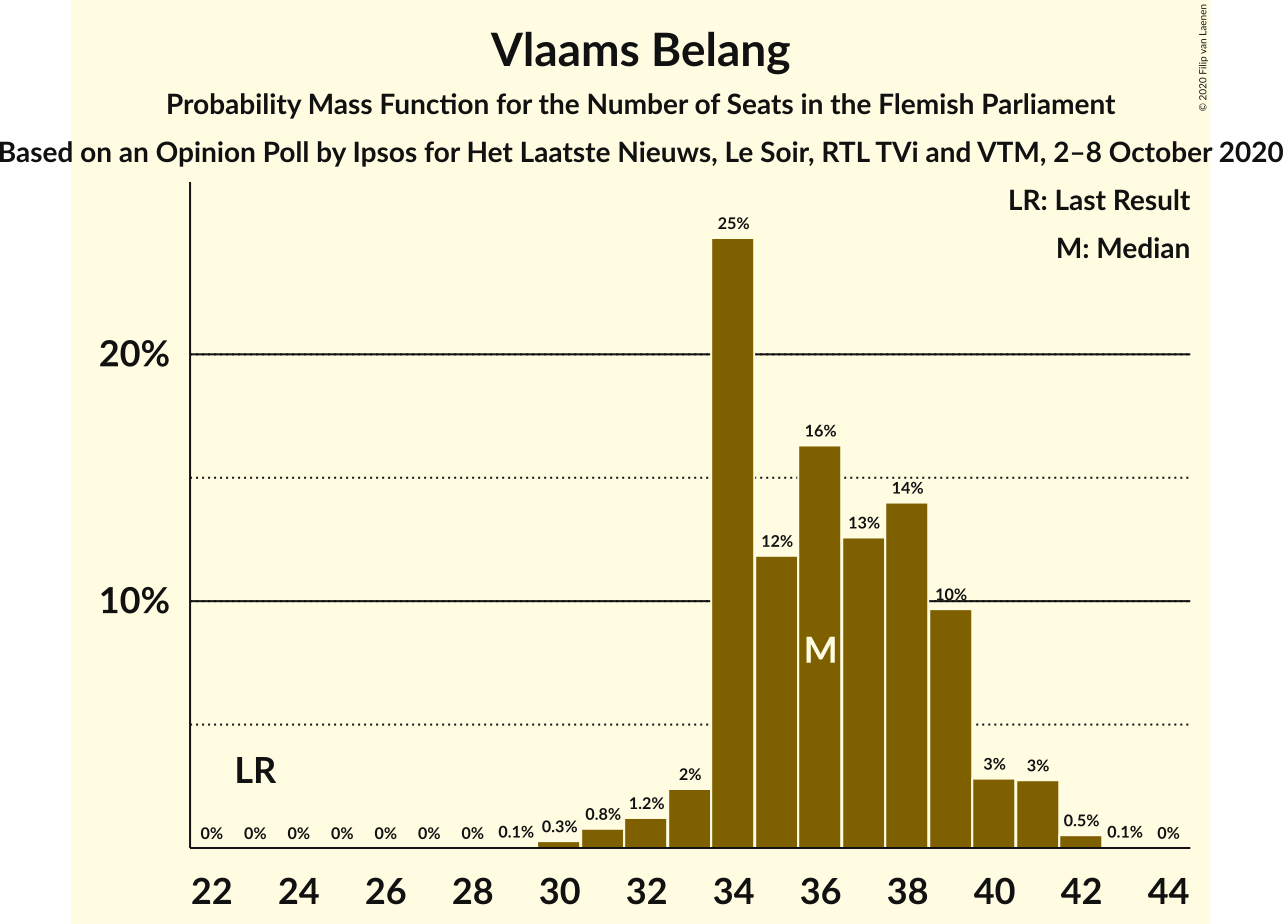 Vlaams Belang
Probability Mass Function for the Number of Seats in the Flemish Parliament
Based on an Opinion Poll by Ipsos for Het Laatste Nieuws, Le Soir, RTL TVi and VTM, 2–8 October 2020
© 2020 Filip van Laenen
LR: Last Result
M: Median
25%
20%
16%
14%
13%
12%
10%
10%
M
LR
3%
3%
2%
1.2%
0.8%
0.5%
0.3%
0% 0% 0% 0% 0% 0% 0% 0.1% 0.1% 0%
22 24 26 28 30 32 34 36 38 40 42 44